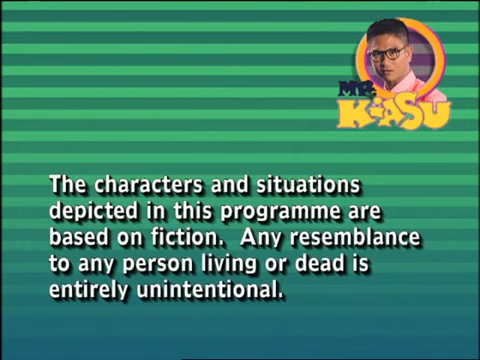 MR.
KiASU
The characters and situations
depicted in this programme are
based on fiction.  Any resemblance
to any person living or dead is
entirely unintentional.